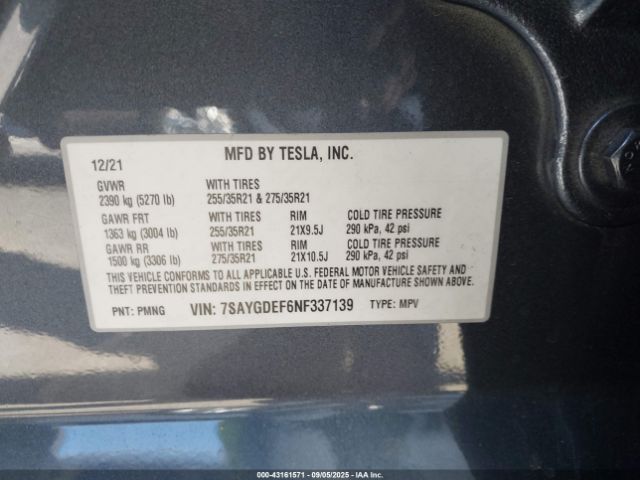 12/21 MFD BY TESLA, INC.
GVWR WITH TIRES
2390 kg (5270 lb) 255/35R21 & 275/35R21
GAWR FRT WITH TIRES RIM COLD TIRE PRESSURE
1363 kg (3004 lb) 255/35R21 21X9.5J 290 kPa, 42 psi
GAWR RR WITH TIRES RIM COLD TIRE PRESSURE
1500 kg (3306 lb) 275/35R21 21X10.5J 290 kPa, 42 psi
THIS VEHICLE CONFORMS TO ALL APPLICABLE U.S. FEDERAL MOTOR VEHICLE SAFETY AND
THEFT PREVENTION STANDARDS IN EFFECT ON THE DATE OF MANUFACTURE SHOWN ABOVE.
PNT: PMNG VIN: 7SAYGDEF6NF337139 TYPE: MPV
000-43161571 - 09/05/2025 - IAAI.COM